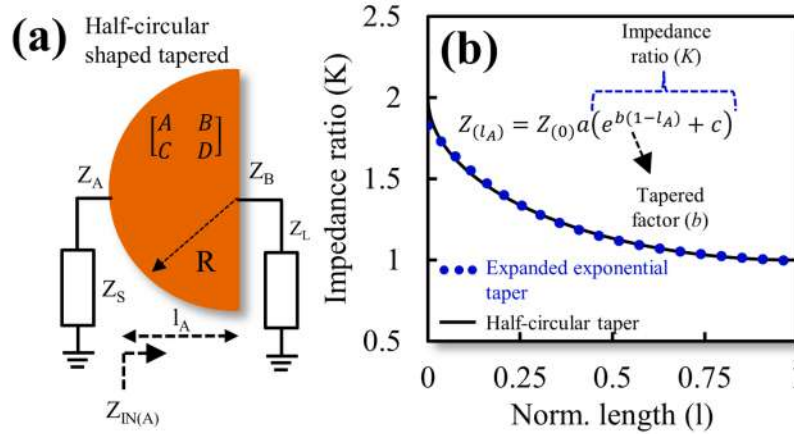 (a)
Half-circular
shaped tapered
[A B
C D]
Z_A
Z_B
Z_S
Z_L
R
l_A
Z_IN(A)
(b)
Impedance ratio (K)
2.5
2
1.5
1
0.5
Impedance
ratio (K)
Z_(l_A) = Z_(0)a(e^{b(1−l_A)} + c)
Tapered
factor (b)
Expanded exponential
taper
Half-circular taper
0
0.25
0.5
0.75
1
Norm. length (l)